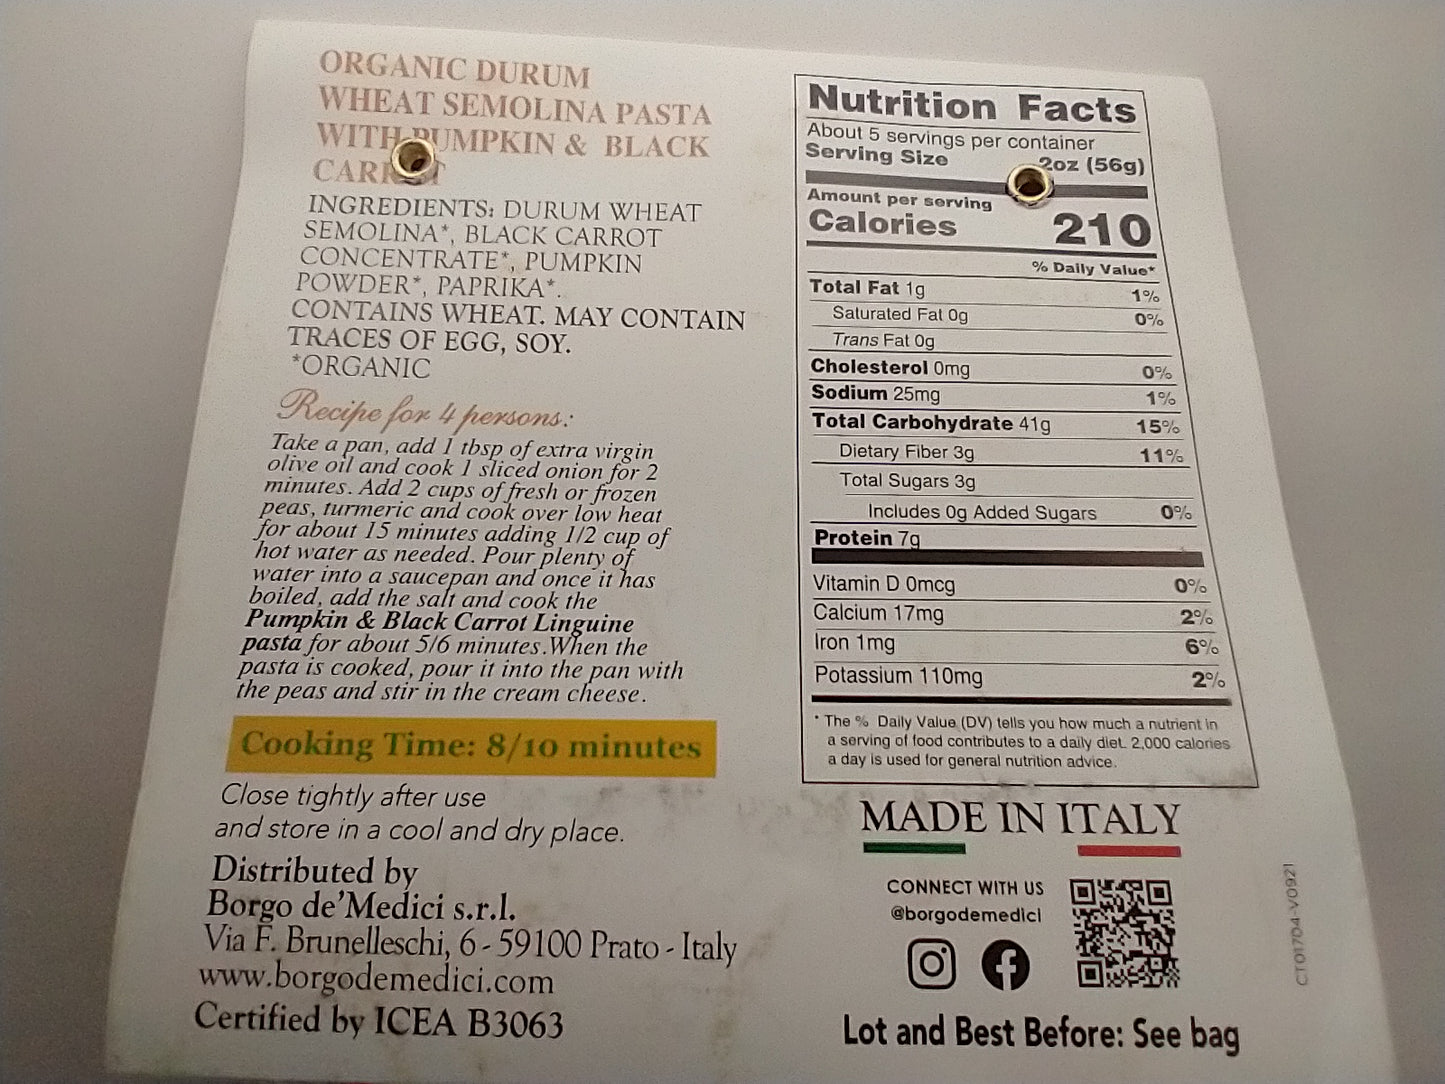 ORGANIC DURUM
WHEAT SEMOLINA PASTA
WITH PUMPKIN & BLACK
CARROT
INGREDIENTS: DURUM WHEAT
SEMOLINA*, BLACK CARROT
CONCENTRATE*, PUMPKIN
POWDER*, PAPRIKA*.
CONTAINS WHEAT. MAY CONTAIN
TRACES OF EGG, SOY.
*ORGANIC
Recipe for 4 persons:
Take a pan, add 1 tbsp of extra virgin
olive oil and cook 1 sliced onion for 2
minutes. Add 2 cups of fresh or frozen
peas, turmeric and cook over low heat
for about 15 minutes adding 1/2 cup of
hot water as needed. Pour plenty of
water into a saucepan and once it has
boiled, add the salt and cook the
Pumpkin & Black Carrot Linguine
pasta for about 5/6 minutes.When the
pasta is cooked, pour it into the pan with
the peas and stir in the cream cheese.
Cooking Time: 8/10 minutes
Close tightly after use
and store in a cool and dry place.
Distributed by
Borgo de'Medici s.r.l.
Via F. Brunelleschi, 6 - 59100 Prato - Italy
www.borgodemedici.com
Certified by ICEA B3063
Nutrition Facts
About 5 servings per container
Serving Size 2oz (56g)
Amount per serving
Calories 210
% Daily Value*
Total Fat 1g 1%
Saturated Fat 0g 0%
Trans Fat 0g
Cholesterol 0mg 0%
Sodium 25mg 1%
Total Carbohydrate 41g 15%
Dietary Fiber 3g 11%
Total Sugars 3g
Includes 0g Added Sugars 0%
Protein 7g
Vitamin D 0mcg 0%
Calcium 17mg 2%
Iron 1mg 6%
Potassium 110mg 2%
* The % Daily Value (DV) tells you how much a nutrient in
a serving of food contributes to a daily diet. 2,000 calories
a day is used for general nutrition advice.
MADE IN ITALY
CONNECT WITH US
@borgodemedici
Lot and Best Before: See bag
CT01704-V0921